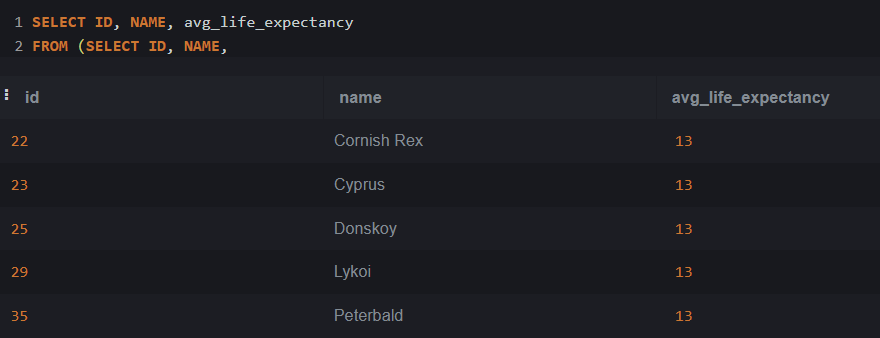 1 SELECT ID, NAME, avg_life_expectancy
2 FROM (SELECT ID, NAME,
id name avg_life_expectancy
22 Cornish Rex 13
23 Cyprus 13
25 Donskoy 13
29 Lykoi 13
35 Peterbald 13